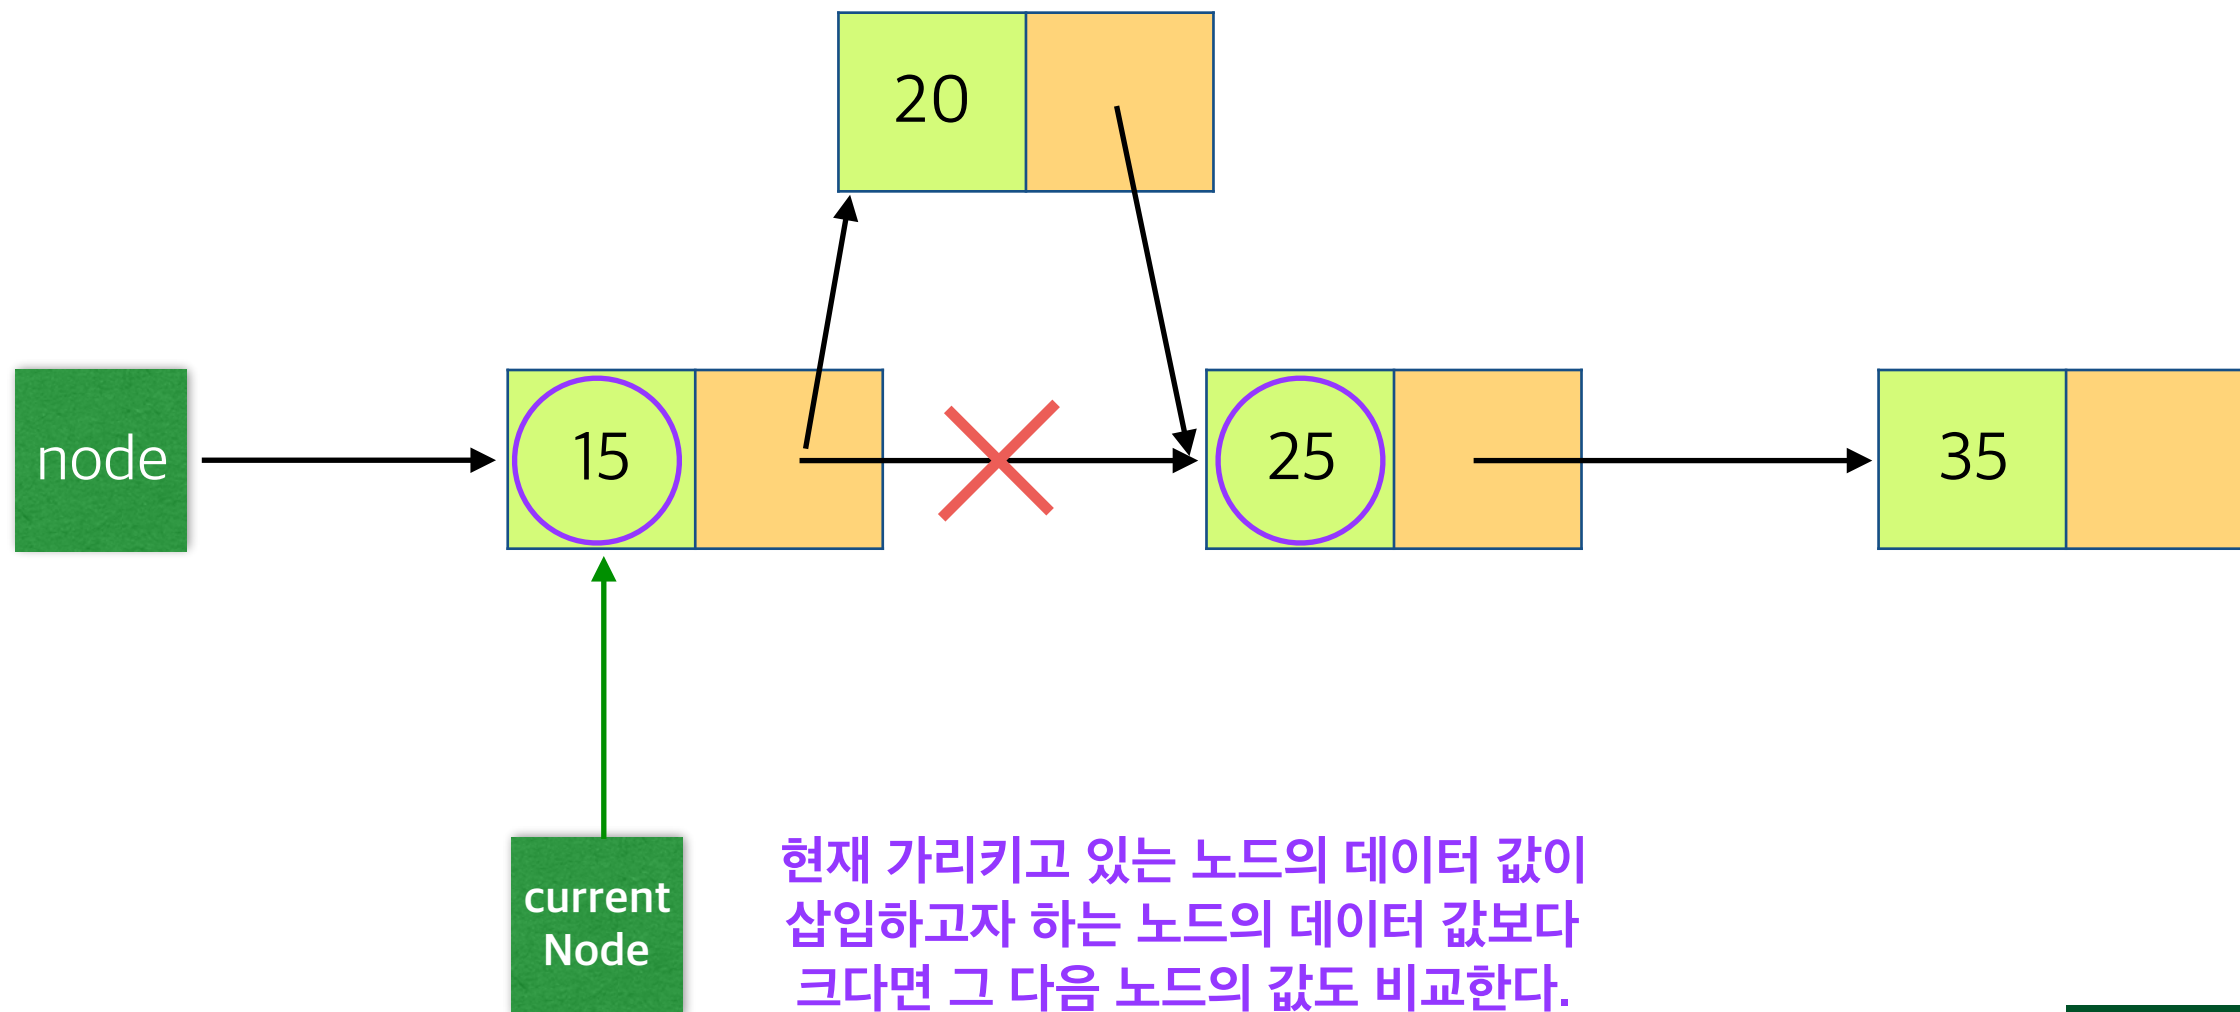 20
node
15
25
35
current
Node
현재 가리키고 있는 노드의 데이터 값이
삽입하고자 하는 노드의 데이터 값보다
크다면 그 다음 노드의 값도 비교한다.